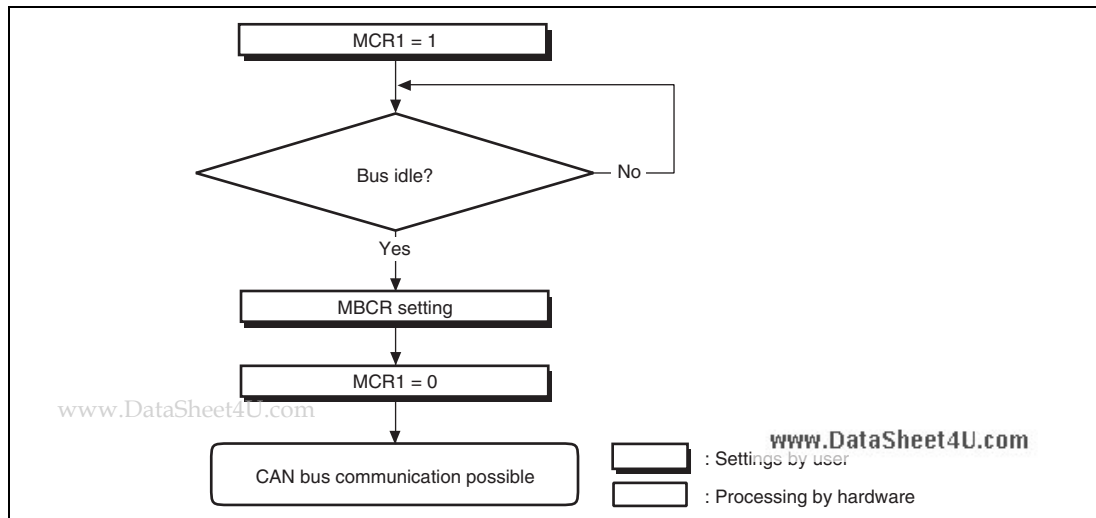 MCR1 = 1
Bus idle?
No
Yes
MBCR setting
MCR1 = 0
www.DataSheet4U.com
CAN bus communication possible
www.DataSheet4U.com
: Settings by user
: Processing by hardware